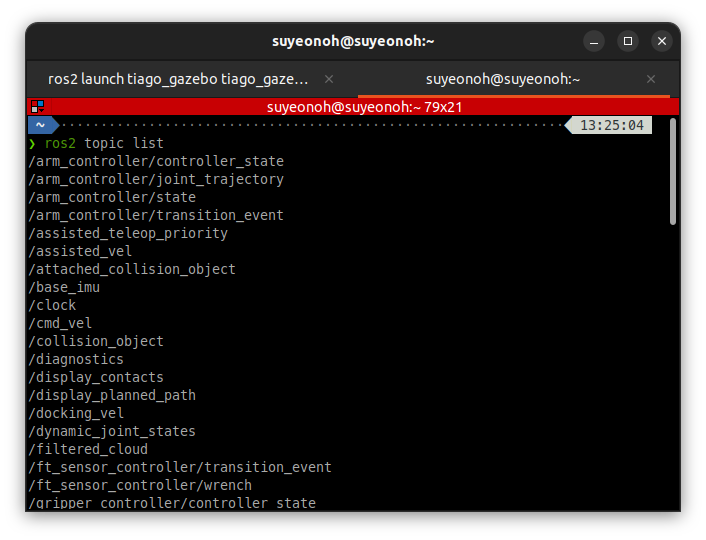 suyeonoh@suyeonoh:~
ros2 launch tiago_gazebo tiago_gaze…
suyeonoh@suyeonoh:~
suyeonoh@suyeonoh:~ 79x21
~ 13:25:04
❯ ros2 topic list
/arm_controller/controller_state
/arm_controller/joint_trajectory
/arm_controller/state
/arm_controller/transition_event
/assisted_teleop_priority
/assisted_vel
/attached_collision_object
/base_imu
/clock
/cmd_vel
/collision_object
/diagnostics
/display_contacts
/display_planned_path
/docking_vel
/dynamic_joint_states
/filtered_cloud
/ft_sensor_controller/transition_event
/ft_sensor_controller/wrench
/gripper_controller/controller_state